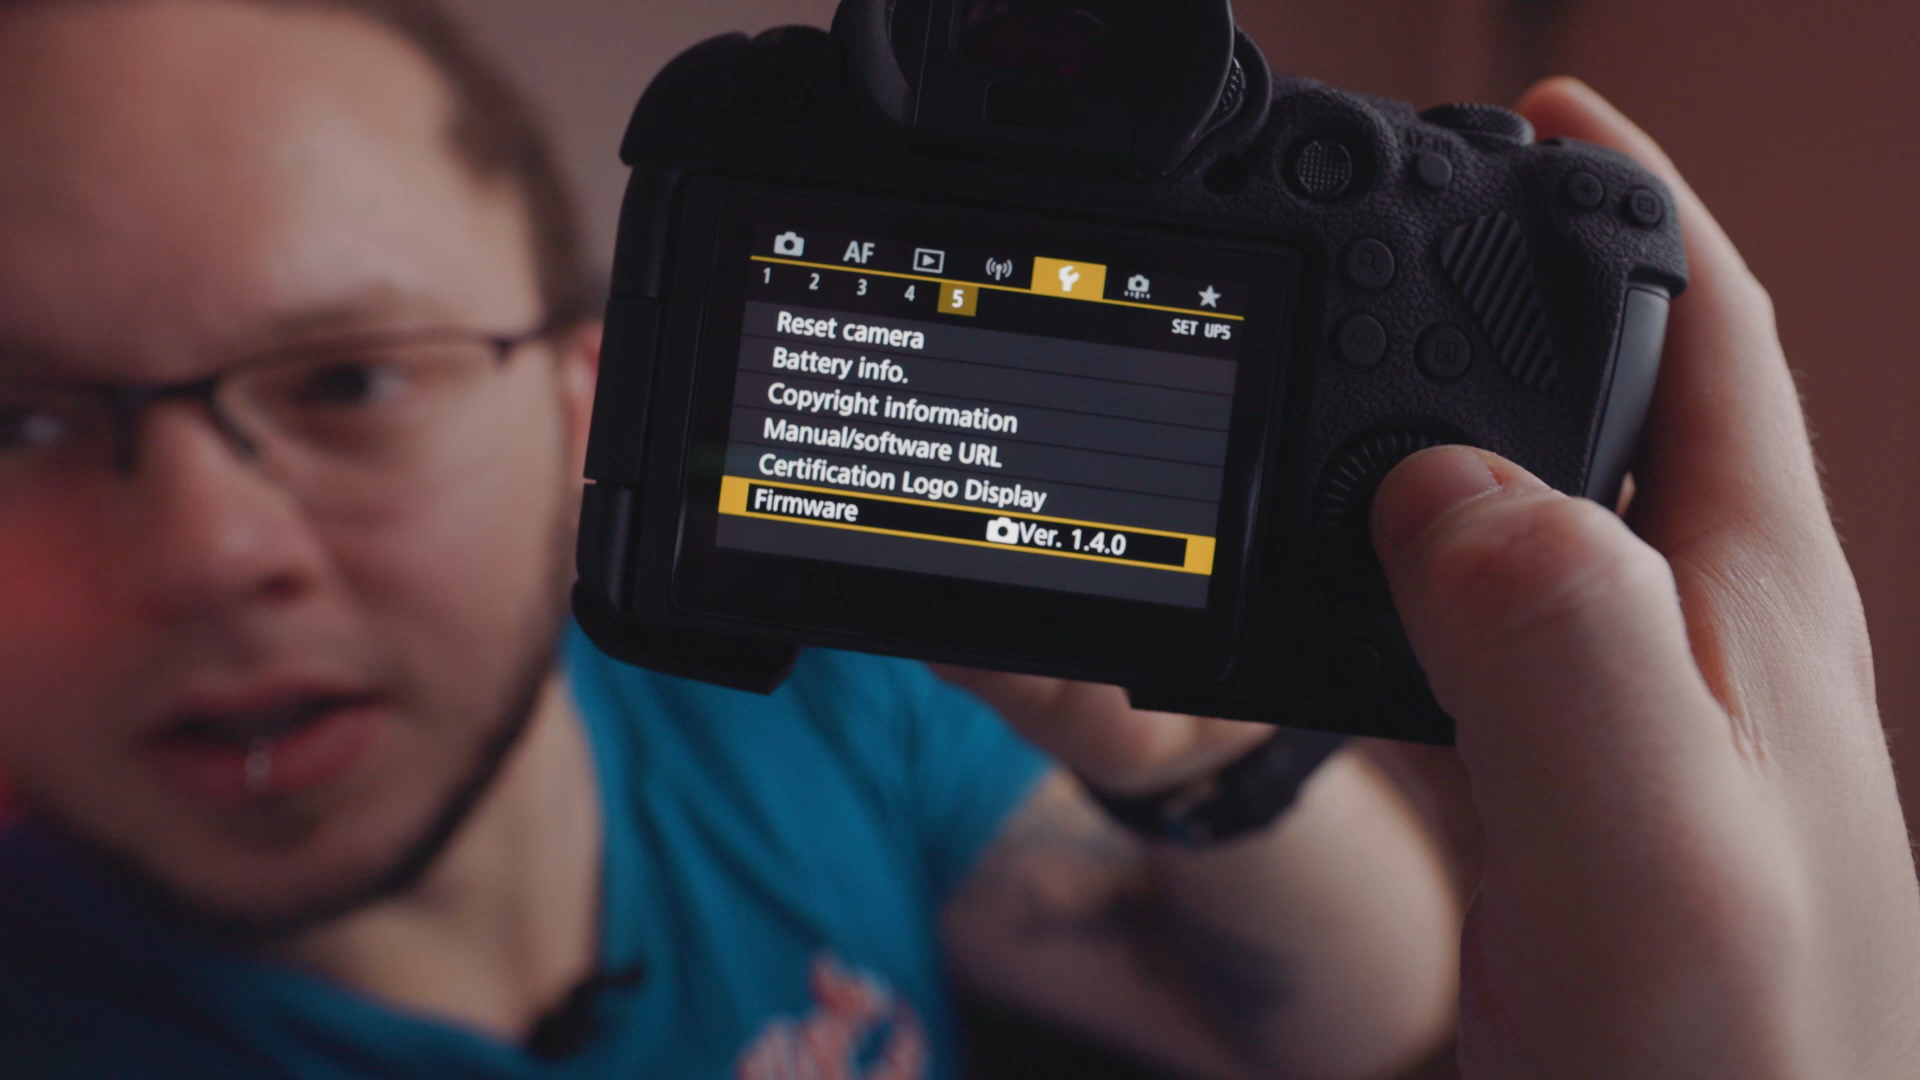 AF
1 2 3 4 5
SET UP5
Reset camera
Battery info.
Copyright information
Manual/software URL
Certification Logo Display
Firmware Ver. 1.4.0